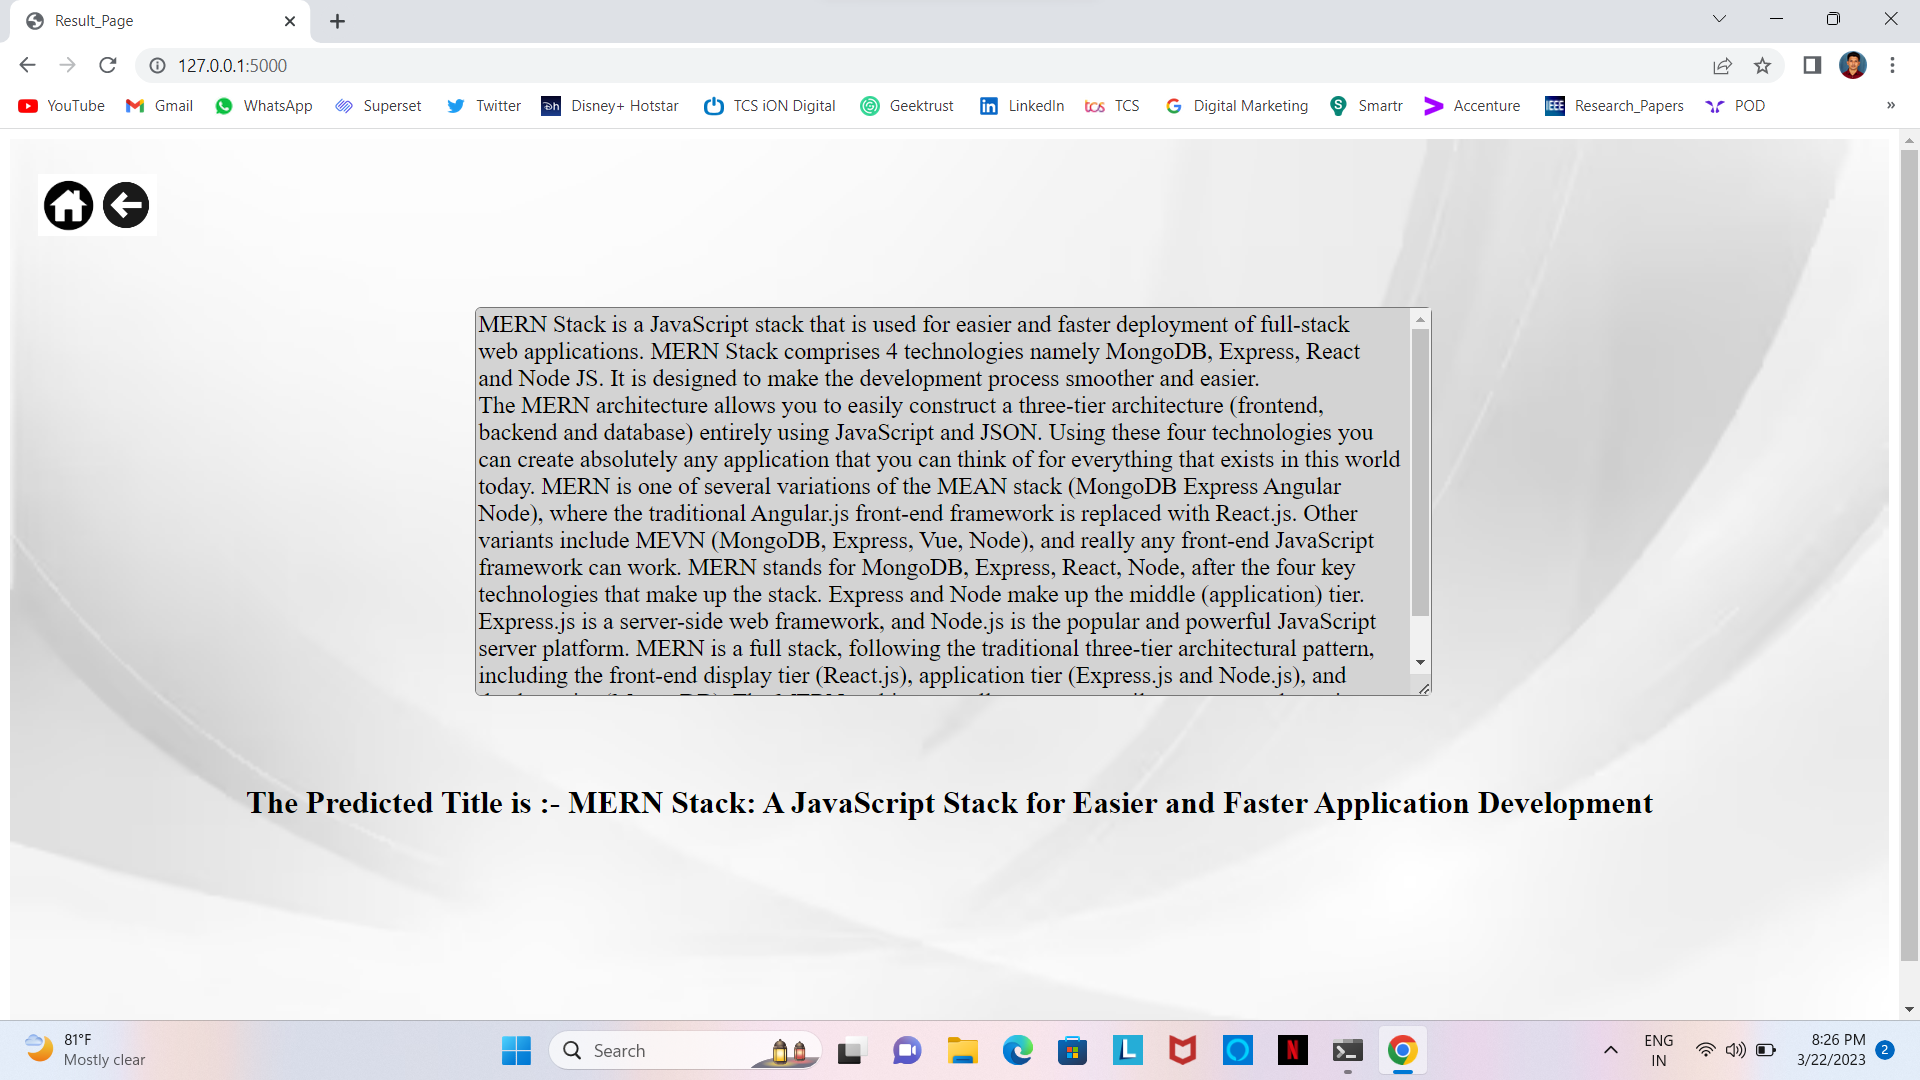 Result_Page
127.0.0.1:5000
YouTube Gmail WhatsApp Superset Twitter Disney+ Hotstar TCS iON Digital Geektrust LinkedIn TCS Digital Marketing Smartr Accenture Research_Papers POD »
MERN Stack is a JavaScript stack that is used for easier and faster deployment of full-stack
web applications. MERN Stack comprises 4 technologies namely MongoDB, Express, React
and Node JS. It is designed to make the development process smoother and easier.
The MERN architecture allows you to easily construct a three-tier architecture (frontend,
backend and database) entirely using JavaScript and JSON. Using these four technologies you
can create absolutely any application that you can think of for everything that exists in this world
today. MERN is one of several variations of the MEAN stack (MongoDB Express Angular
Node), where the traditional Angular.js front-end framework is replaced with React.js. Other
variants include MEVN (MongoDB, Express, Vue, Node), and really any front-end JavaScript
framework can work. MERN stands for MongoDB, Express, React, Node, after the four key
technologies that make up the stack. Express and Node make up the middle (application) tier.
Express.js is a server-side web framework, and Node.js is the popular and powerful JavaScript
server platform. MERN is a full stack, following the traditional three-tier architectural pattern,
including the front-end display tier (React.js), application tier (Express.js and Node.js), and
The Predicted Title is :- MERN Stack: A JavaScript Stack for Easier and Faster Application Development
81°F
Mostly clear
Search
ENG
IN
8:26 PM
3/22/2023
2